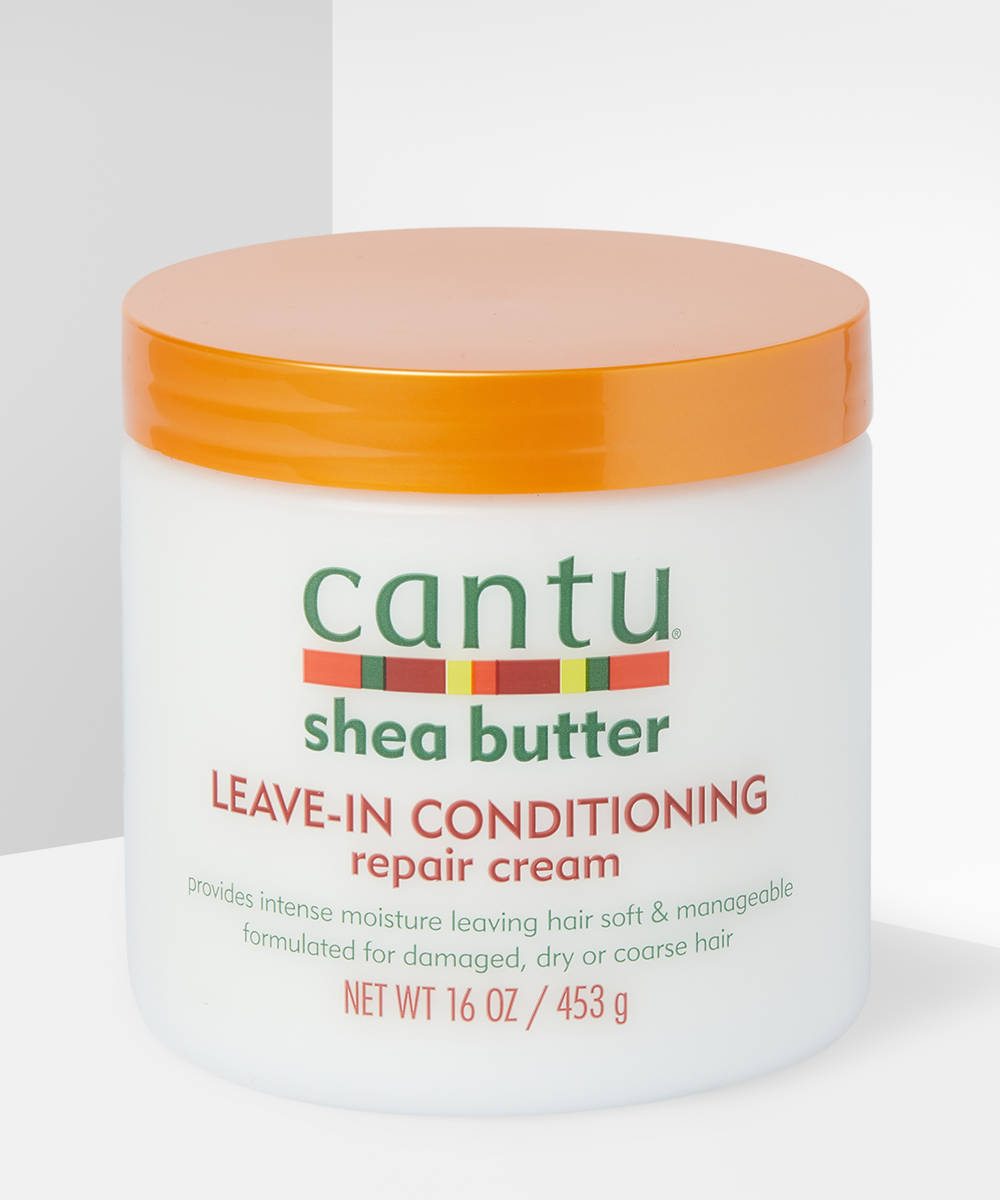 cantu®
shea butter
LEAVE-IN CONDITIONING
repair cream
provides intense moisture leaving hair soft & manageable
formulated for damaged, dry or coarse hair
NET WT 16 OZ / 453 g